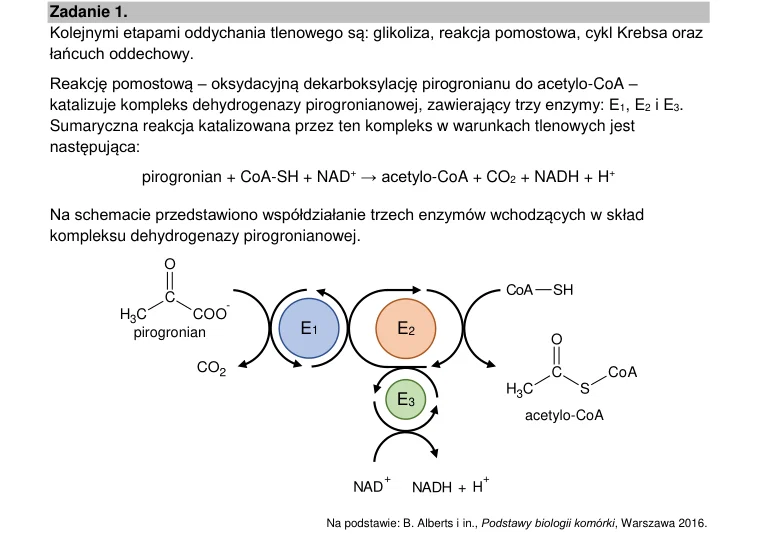 Zadanie 1.
Kolejnymi etapami oddychania tlenowego są: glikoliza, reakcja pomostowa, cykl Krebsa oraz
łańcuch oddechowy.
Reakcję pomostową – oksydacyjną dekarboksylację pirogronianu do acetylo-CoA –
katalizuje kompleks dehydrogenazy pirogronianowej, zawierający trzy enzymy: E₁, E₂ i E₃.
Sumaryczna reakcja katalizowana przez ten kompleks w warunkach tlenowych jest
następująca:
pirogronian + CoA-SH + NAD⁺ → acetylo-CoA + CO₂ + NADH + H⁺
Na schemacie przedstawiono współdziałanie trzech enzymów wchodzących w skład
kompleksu dehydrogenazy pirogronianowej.
O
C
H₃C
COO⁻
pirogronian
CO₂
E₁
E₂
E₃
CoA—SH
O
C
CoA
H₃C
S
acetylo-CoA
NAD⁺
NADH + H⁺
Na podstawie: B. Alberts i in., Podstawy biologii komórki, Warszawa 2016.